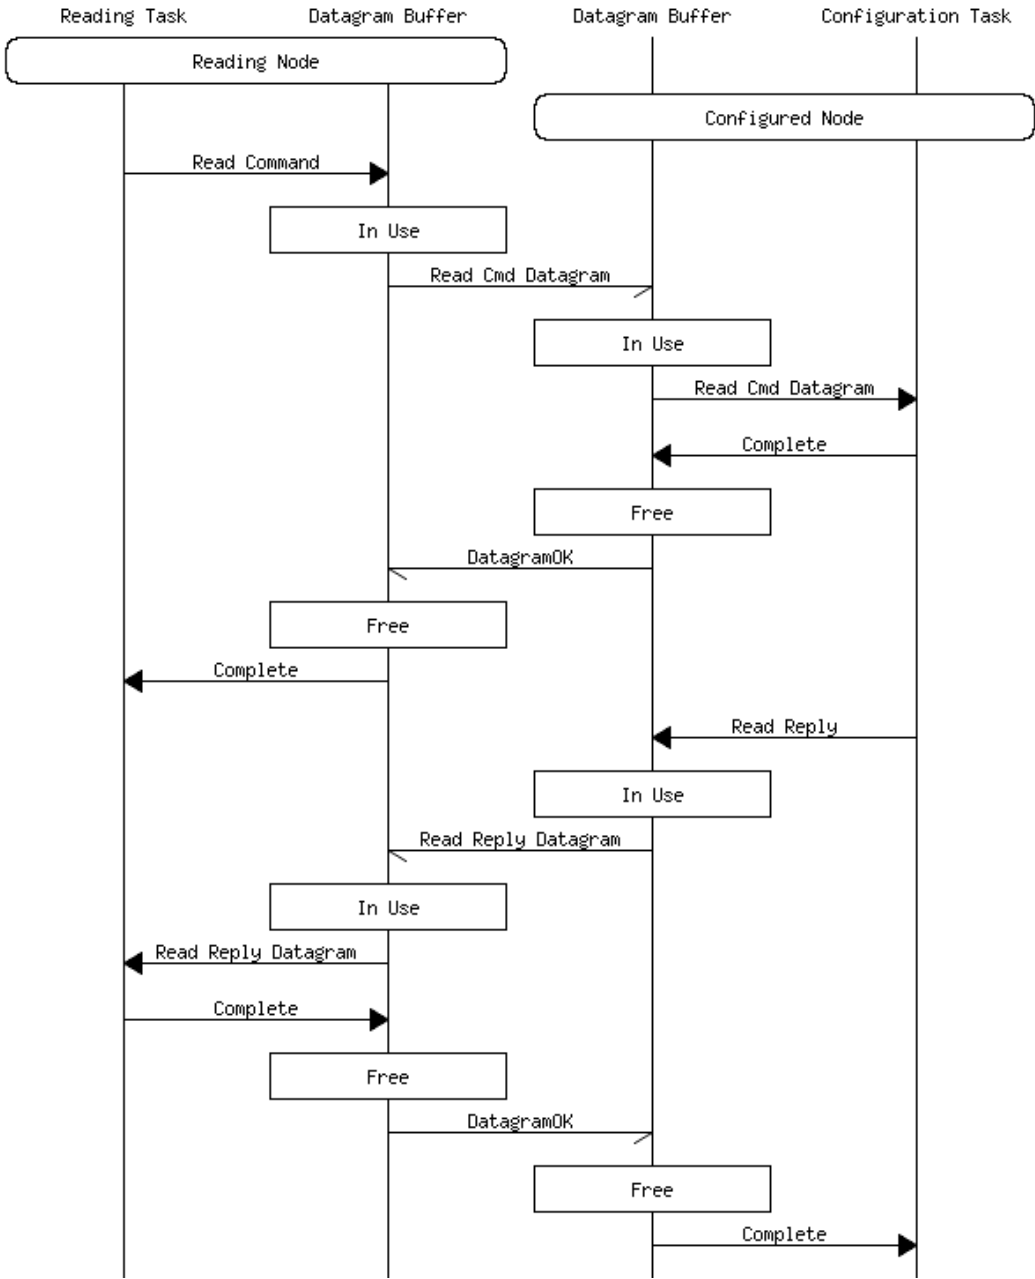 Reading Task Datagram Buffer Datagram Buffer Configuration Task
Reading Node
Configured Node
Read Command
In Use
Read Cmd Datagram
In Use
Read Cmd Datagram
Complete
Free
DatagramOK
Free
Complete
Read Reply
In Use
Read Reply Datagram
In Use
Read Reply Datagram
Complete
Free
DatagramOK
Free
Complete